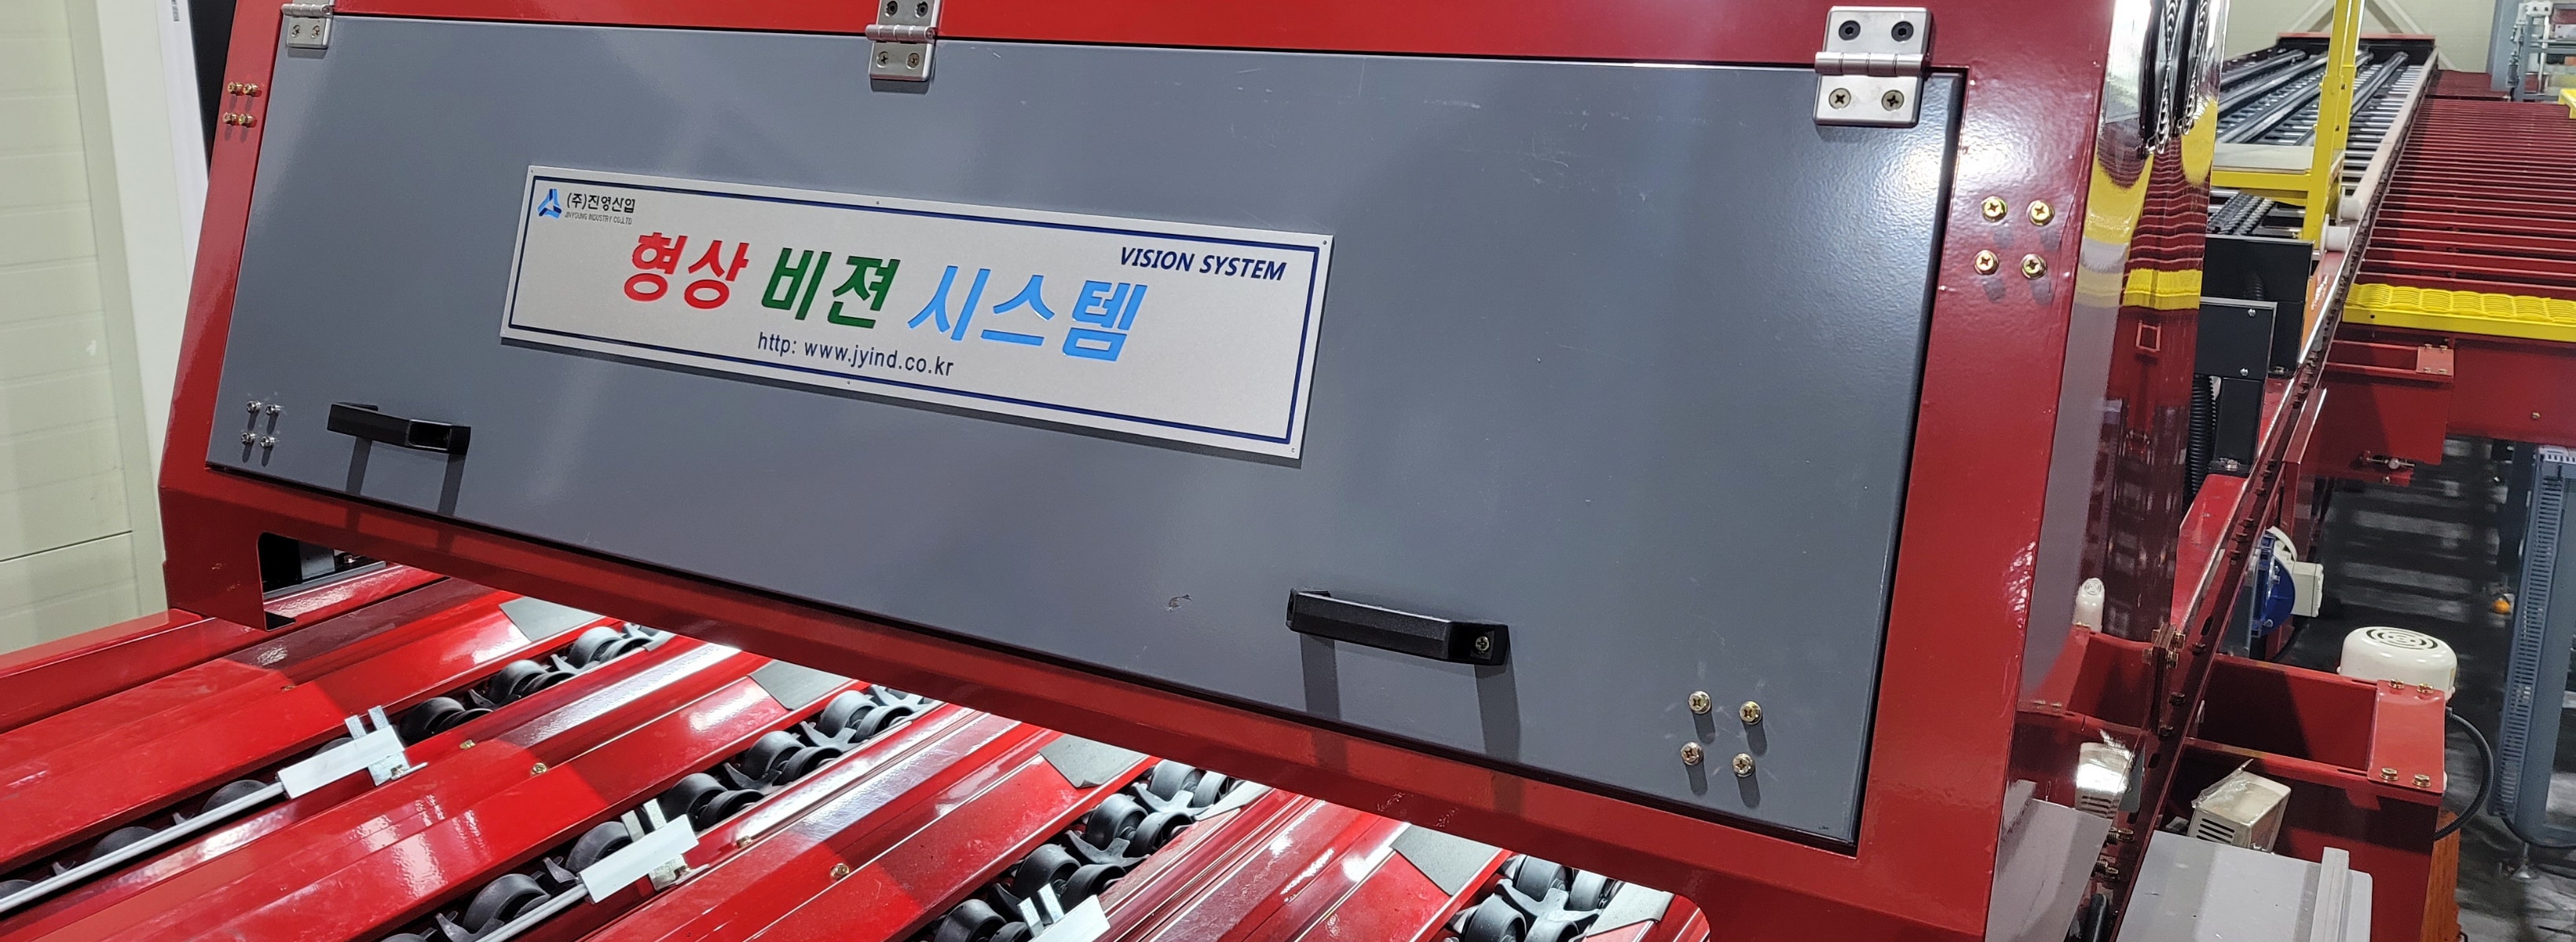 (주)진영산업
JINYOUNG INDUSTRY CO.,LTD
VISION SYSTEM
형상 비젼 시스템
http: www.jyind.co.kr